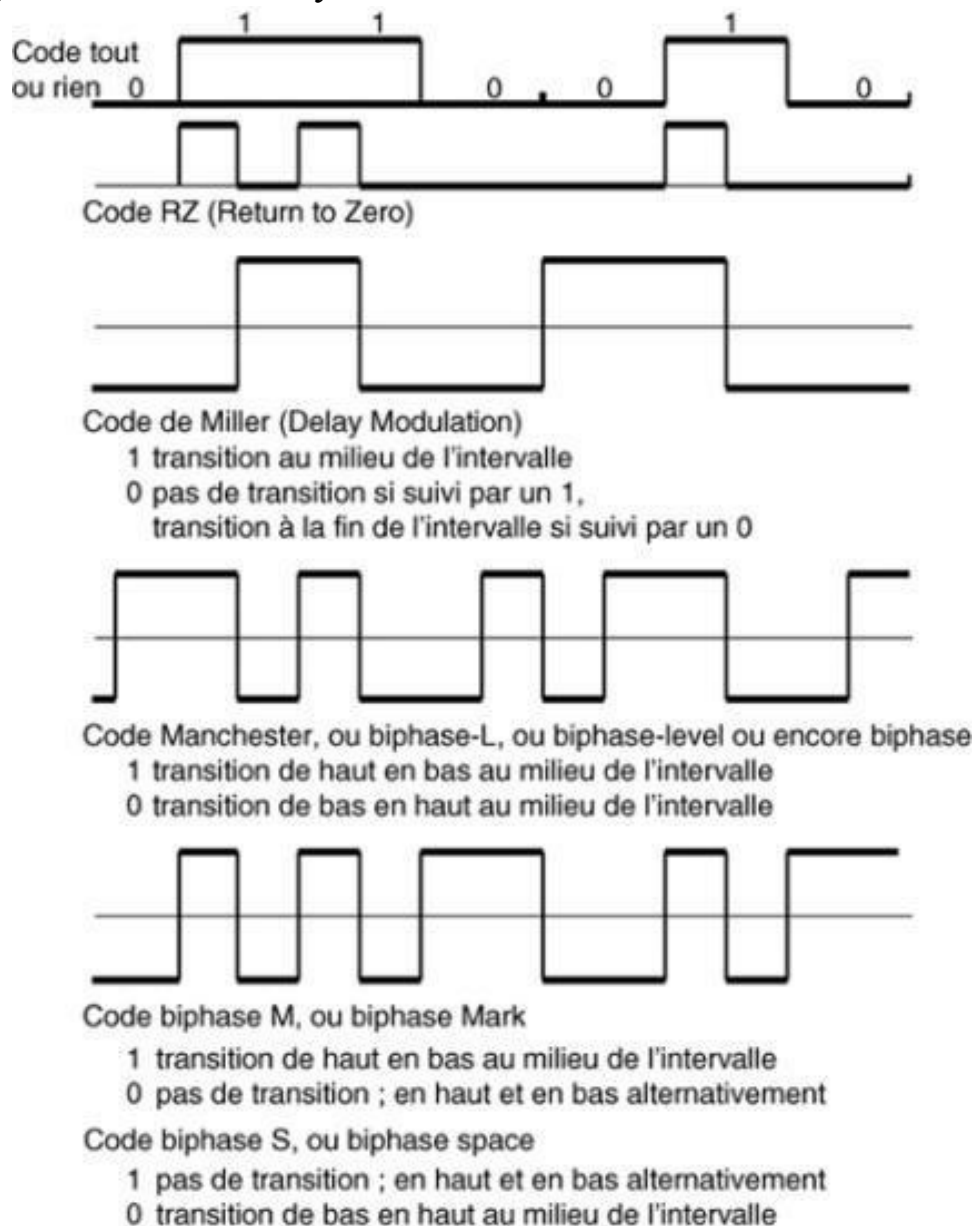 1 1 1
Code tout
ou rien 0 0 0 0
Code RZ (Return to Zero)
Code de Miller (Delay Modulation)
1 transition au milieu de l'intervalle
0 pas de transition si suivi par un 1,
transition à la fin de l'intervalle si suivi par un 0
Code Manchester, ou biphase-L, ou biphase-level ou encore biphase
1 transition de haut en bas au milieu de l'intervalle
0 transition de bas en haut au milieu de l'intervalle
Code biphase M, ou biphase Mark
1 transition de haut en bas au milieu de l'intervalle
0 pas de transition ; en haut et en bas alternativement
Code biphase S, ou biphase space
1 pas de transition ; en haut et en bas alternativement
0 transition de bas en haut au milieu de l'intervalle